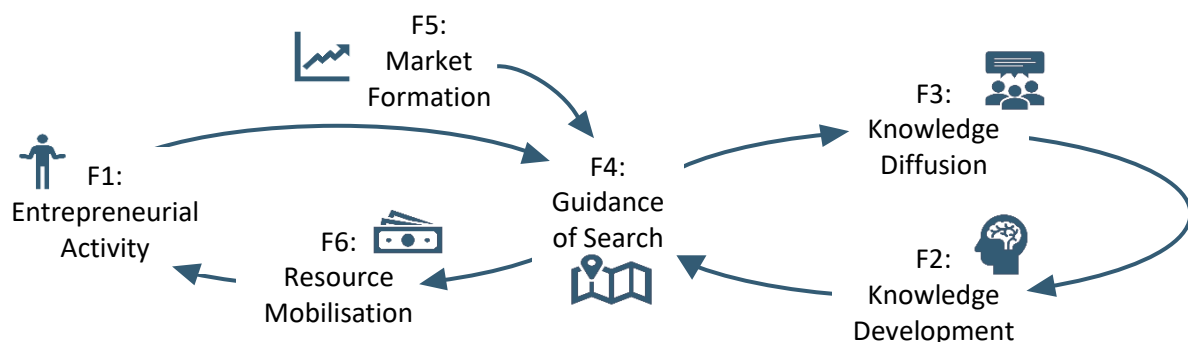 F5:
Market
Formation
F3:
Knowledge
Diffusion
F1:
Entrepreneurial
Activity
F4:
Guidance
of Search
F6:
Resource
Mobilisation
F2:
Knowledge
Development